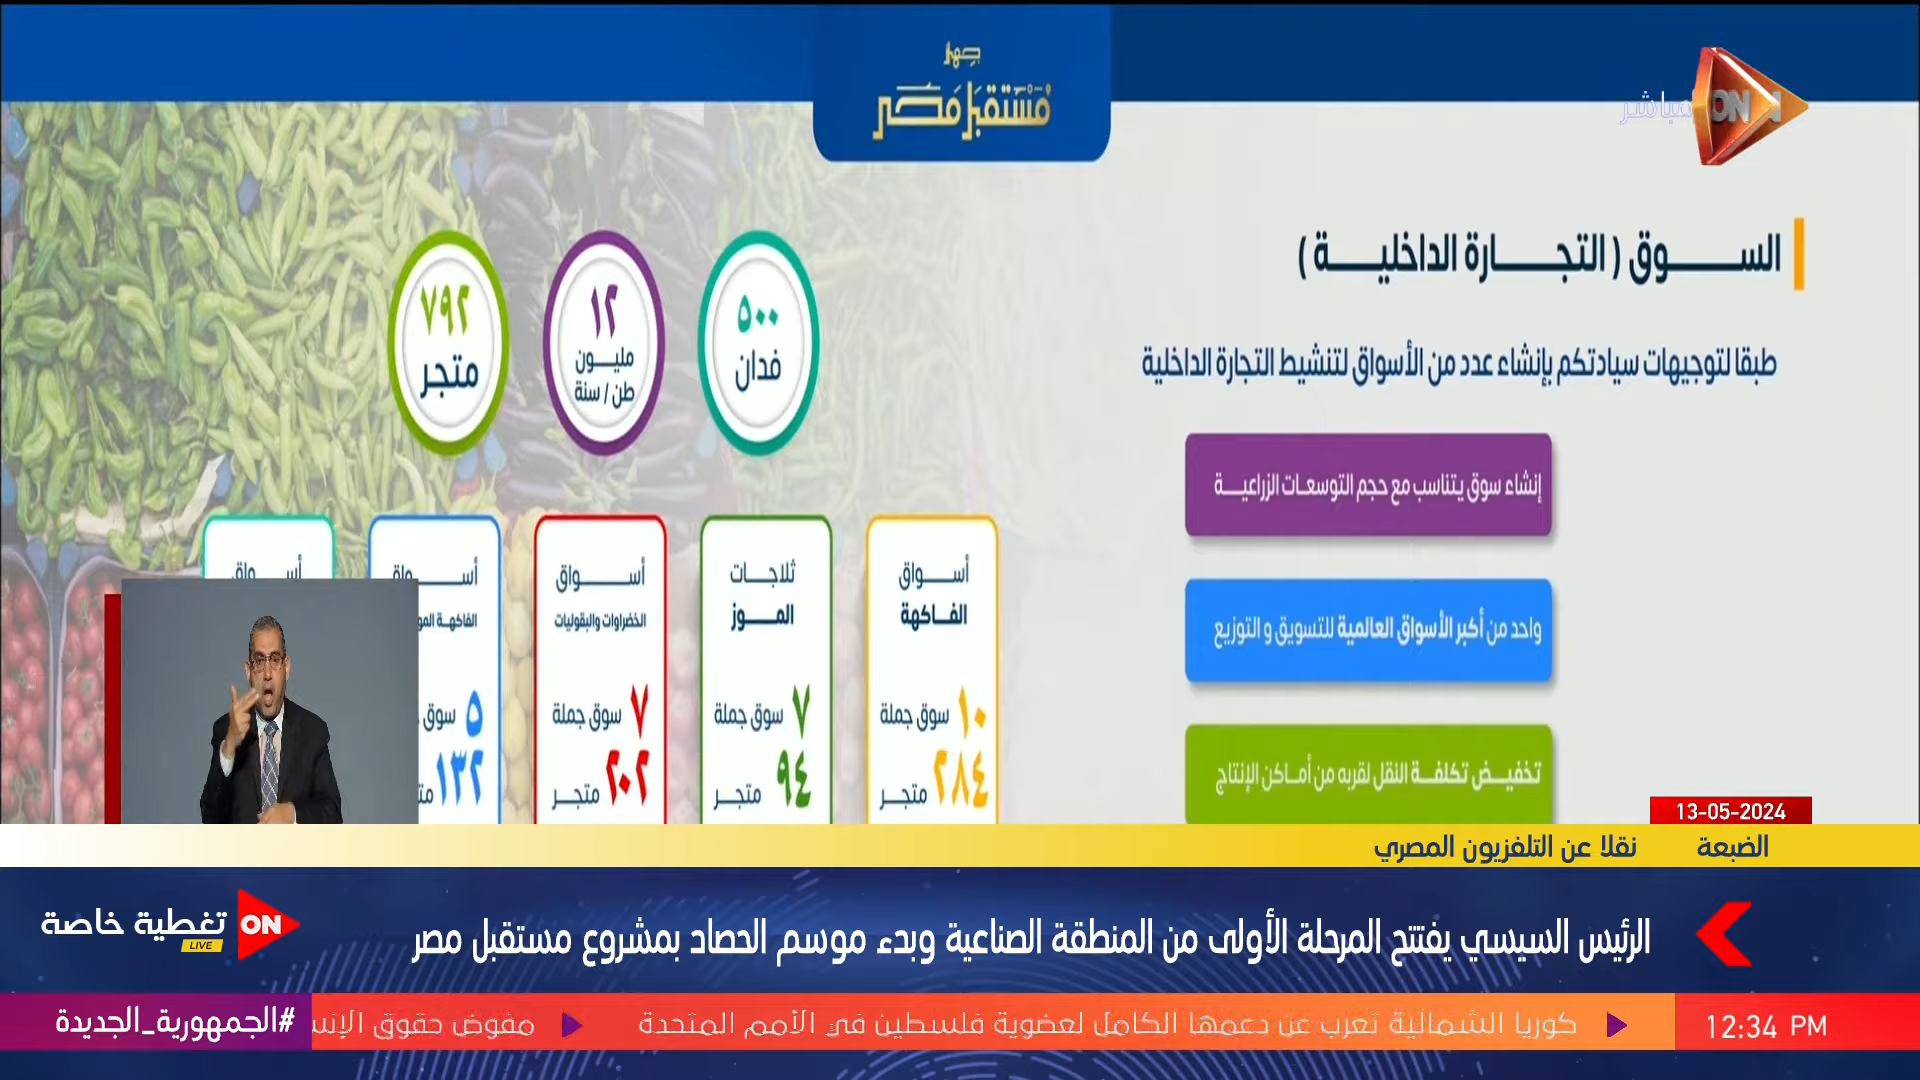 جهاز
مستقبل مصر
مباشر
ON
السوق ( التجارة الداخلية )
طبقا لتوجيهات سيادتكم بإنشاء عدد من الأسواق لتنشيط التجارة الداخلية
إنشاء سوق يتناسب مع حجم التوسعات الزراعية
واحد من أكبر الأسواق العالمية للتسويق و التوزيع
تخفيض تكلفة النقل لقربه من أماكن الإنتاج
٥٠٠
فدان
١٢
مليون
طن / سنة
٧٩٢
متجر
أسواق
الفاكهة
١٠ سوق جملة
٢٨٤ متجر
ثلاجات
الموز
٧ سوق جملة
٩٤ متجر
أسواق
الخضراوات والبقوليات
٧ سوق جملة
٢٠٢ متجر
أسواق
الفاكهة
٥ سوق
١٣٢
أسواق
13-05-2024
الضبعة نقلا عن التلفزيون المصري
الرئيس السيسي يفتتح المرحلة الأولى من المنطقة الصناعية وبدء موسم الحصاد بمشروع مستقبل مصر
ON تغطية خاصة
LIVE
12:34 PM
كوريا الشمالية تعرب عن دعمها الكامل لعضوية فلسطين في الأمم المتحدة
مفوض حقوق
#الجمهورية_الجديدة